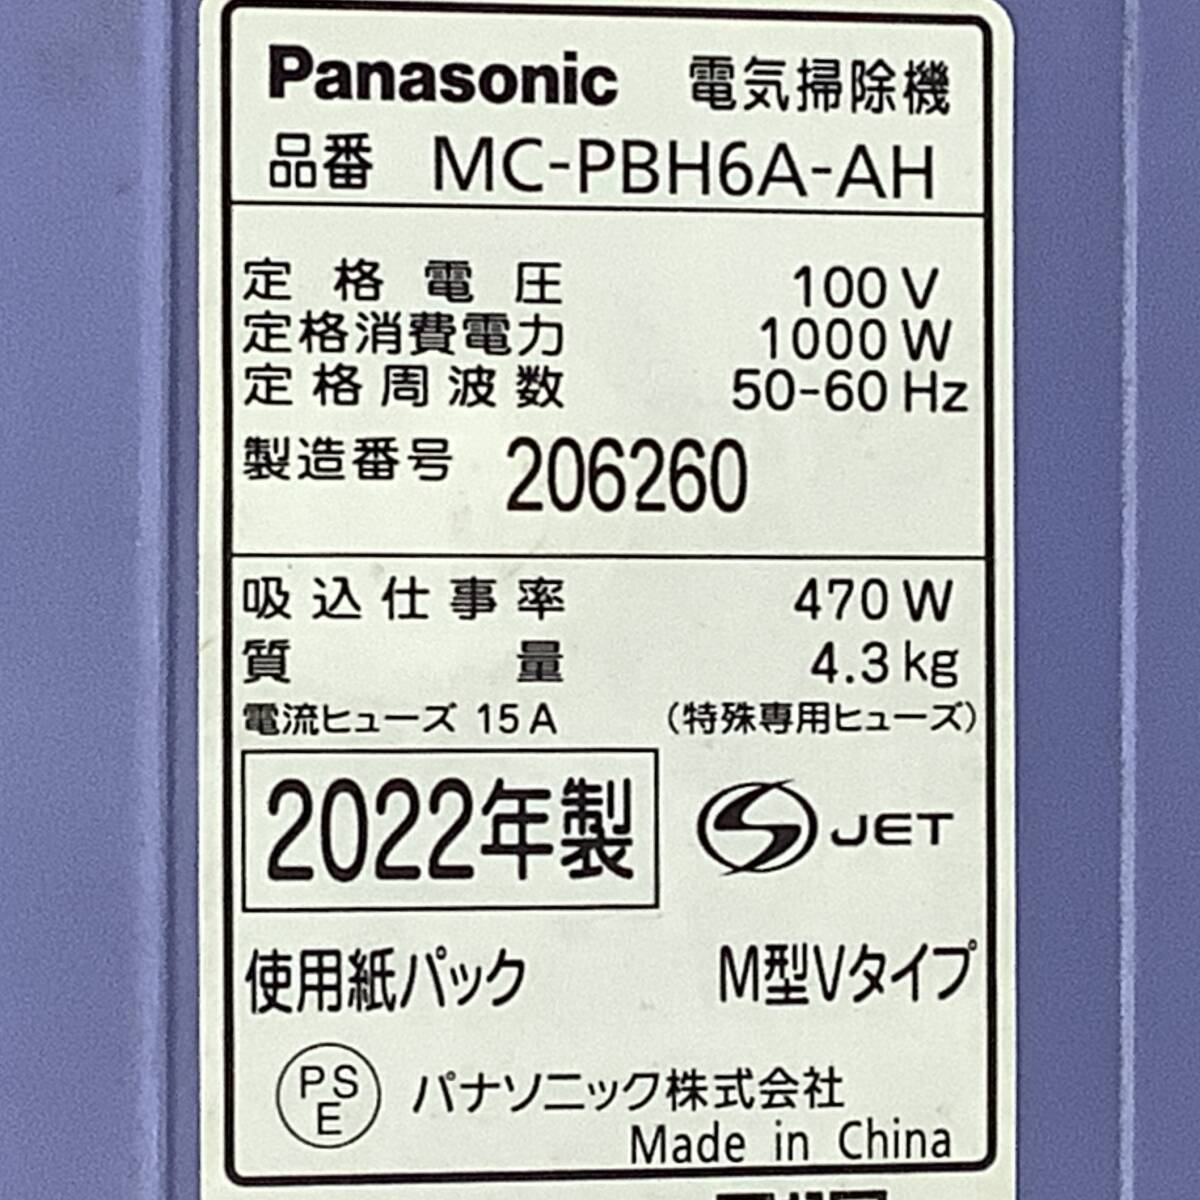 Panasonic 電気掃除機
品番 MC-PBH6A-AH
定格電圧 100 V
定格消費電力 1000 W
定格周波数 50-60 Hz
製造番号 206260
吸込仕事率 470 W
質量 4.3 kg
電流ヒューズ 15 A （特殊専用ヒューズ）
2022年製 S JET
使用紙パック M型Vタイプ
PSE パナソニック株式会社
Made in China